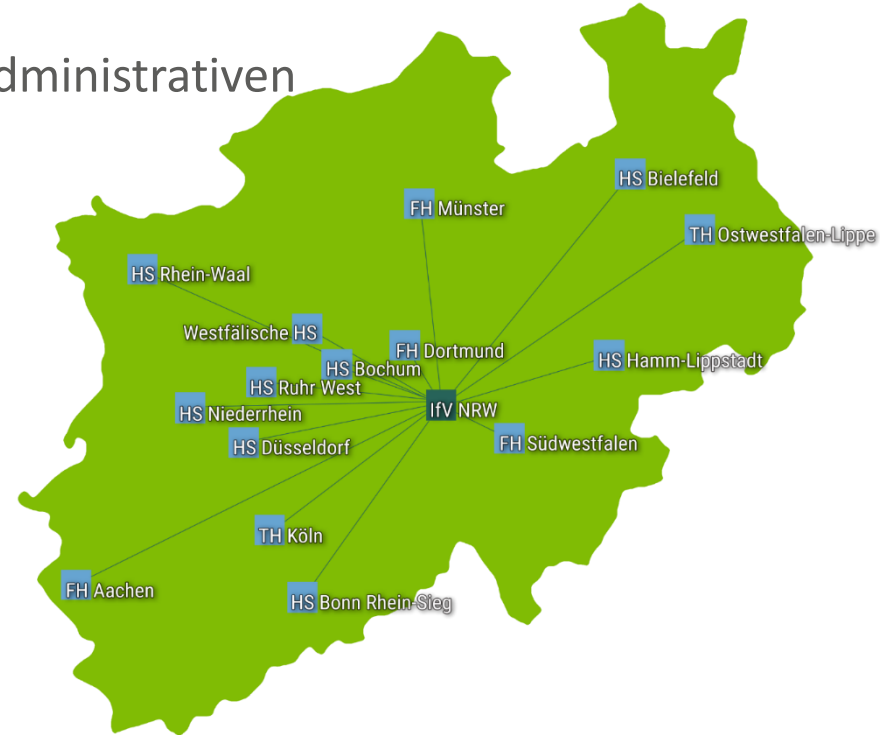 dministrativen
HS Bielefeld
FH Münster
TH Ostwestfalen-Lippe
HS Rhein-Waal
Westfälische HS
FH Dortmund
HS Bochum
HS Hamm-Lippstadt
HS Ruhr West
IfV NRW
HS Niederrhein
HS Düsseldorf
FH Südwestfalen
TH Köln
FH Aachen
HS Bonn Rhein-Sieg